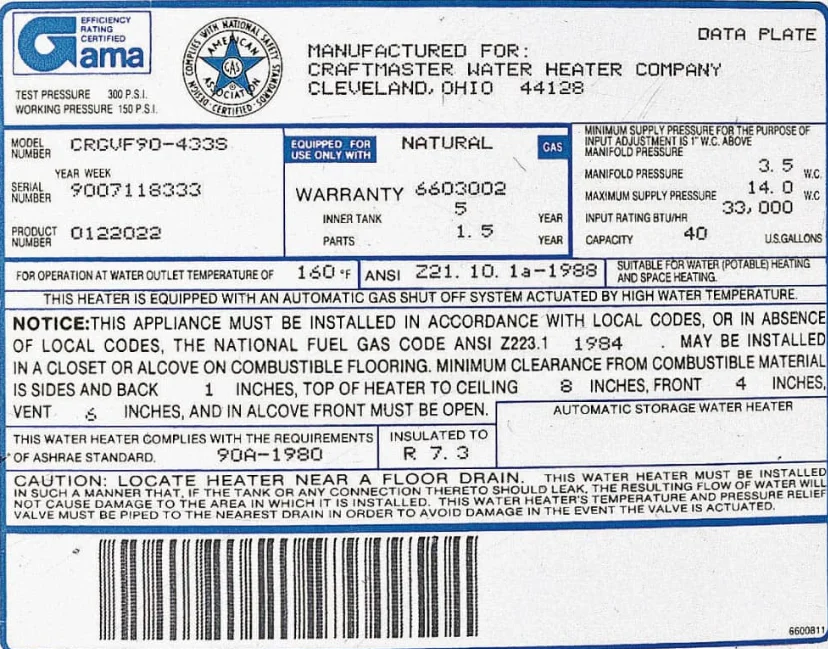 EFFICIENCY
RATING
CERTIFIED
Gama
COMPLIES WITH NATIONAL SAFETY STANDARDS
DESIGN CERTIFIED
AMERICAN GAS ASSOCIATION
DATA PLATE
MANUFACTURED FOR:
CRAFTMASTER WATER HEATER COMPANY
CLEVELAND, OHIO 44128
TEST PRESSURE 300 P.S.I.
WORKING PRESSURE 150 P.S.I.
MODEL NUMBER CRGVF90-433S
YEAR WEEK
SERIAL NUMBER 9007118333
PRODUCT NUMBER 0122022
EQUIPPED FOR USE ONLY WITH NATURAL GAS
WARRANTY 6603002
INNER TANK 5 YEAR
PARTS 1.5 YEAR
MINIMUM SUPPLY PRESSURE FOR THE PURPOSE OF
INPUT ADJUSTMENT IS 1" W.C. ABOVE
MANIFOLD PRESSURE
MANIFOLD PRESSURE 3.5 W.C.
MAXIMUM SUPPLY PRESSURE 14.0 W.C
INPUT RATING BTU/HR 33,000
CAPACITY 40 U.S.GALLONS
FOR OPERATION AT WATER OUTLET TEMPERATURE OF 160 °F
ANSI Z21.10.1a-1988
SUITABLE FOR WATER (POTABLE) HEATING
AND SPACE HEATING.
THIS HEATER IS EQUIPPED WITH AN AUTOMATIC GAS SHUT OFF SYSTEM ACTUATED BY HIGH WATER TEMPERATURE.
NOTICE:THIS APPLIANCE MUST BE INSTALLED IN ACCORDANCE WITH LOCAL CODES, OR IN ABSENCE
OF LOCAL CODES, THE NATIONAL FUEL GAS CODE ANSI Z223.1 1984 . MAY BE INSTALLED
IN A CLOSET OR ALCOVE ON COMBUSTIBLE FLOORING. MINIMUM CLEARANCE FROM COMBUSTIBLE MATERIAL
IS SIDES AND BACK 1 INCHES, TOP OF HEATER TO CEILING 8 INCHES, FRONT 4 INCHES,
VENT 6 INCHES, AND IN ALCOVE FRONT MUST BE OPEN.
AUTOMATIC STORAGE WATER HEATER
THIS WATER HEATER COMPLIES WITH THE REQUIREMENTS
OF ASHRAE STANDARD. 90A-1980
INSULATED TO
R 7.3
CAUTION: LOCATE HEATER NEAR A FLOOR DRAIN. THIS WATER HEATER MUST BE INSTALLED
IN SUCH A MANNER THAT, IF THE TANK OR ANY CONNECTION THERETO SHOULD LEAK, THE RESULTING FLOW OF WATER WILL
NOT CAUSE DAMAGE TO THE AREA IN WHICH IT IS INSTALLED. THIS WATER HEATER'S TEMPERATURE AND PRESSURE RELIEF
VALVE MUST BE PIPED TO THE NEAREST DRAIN IN ORDER TO AVOID DAMAGE IN THE EVENT THE VALVE IS ACTUATED.
6600811